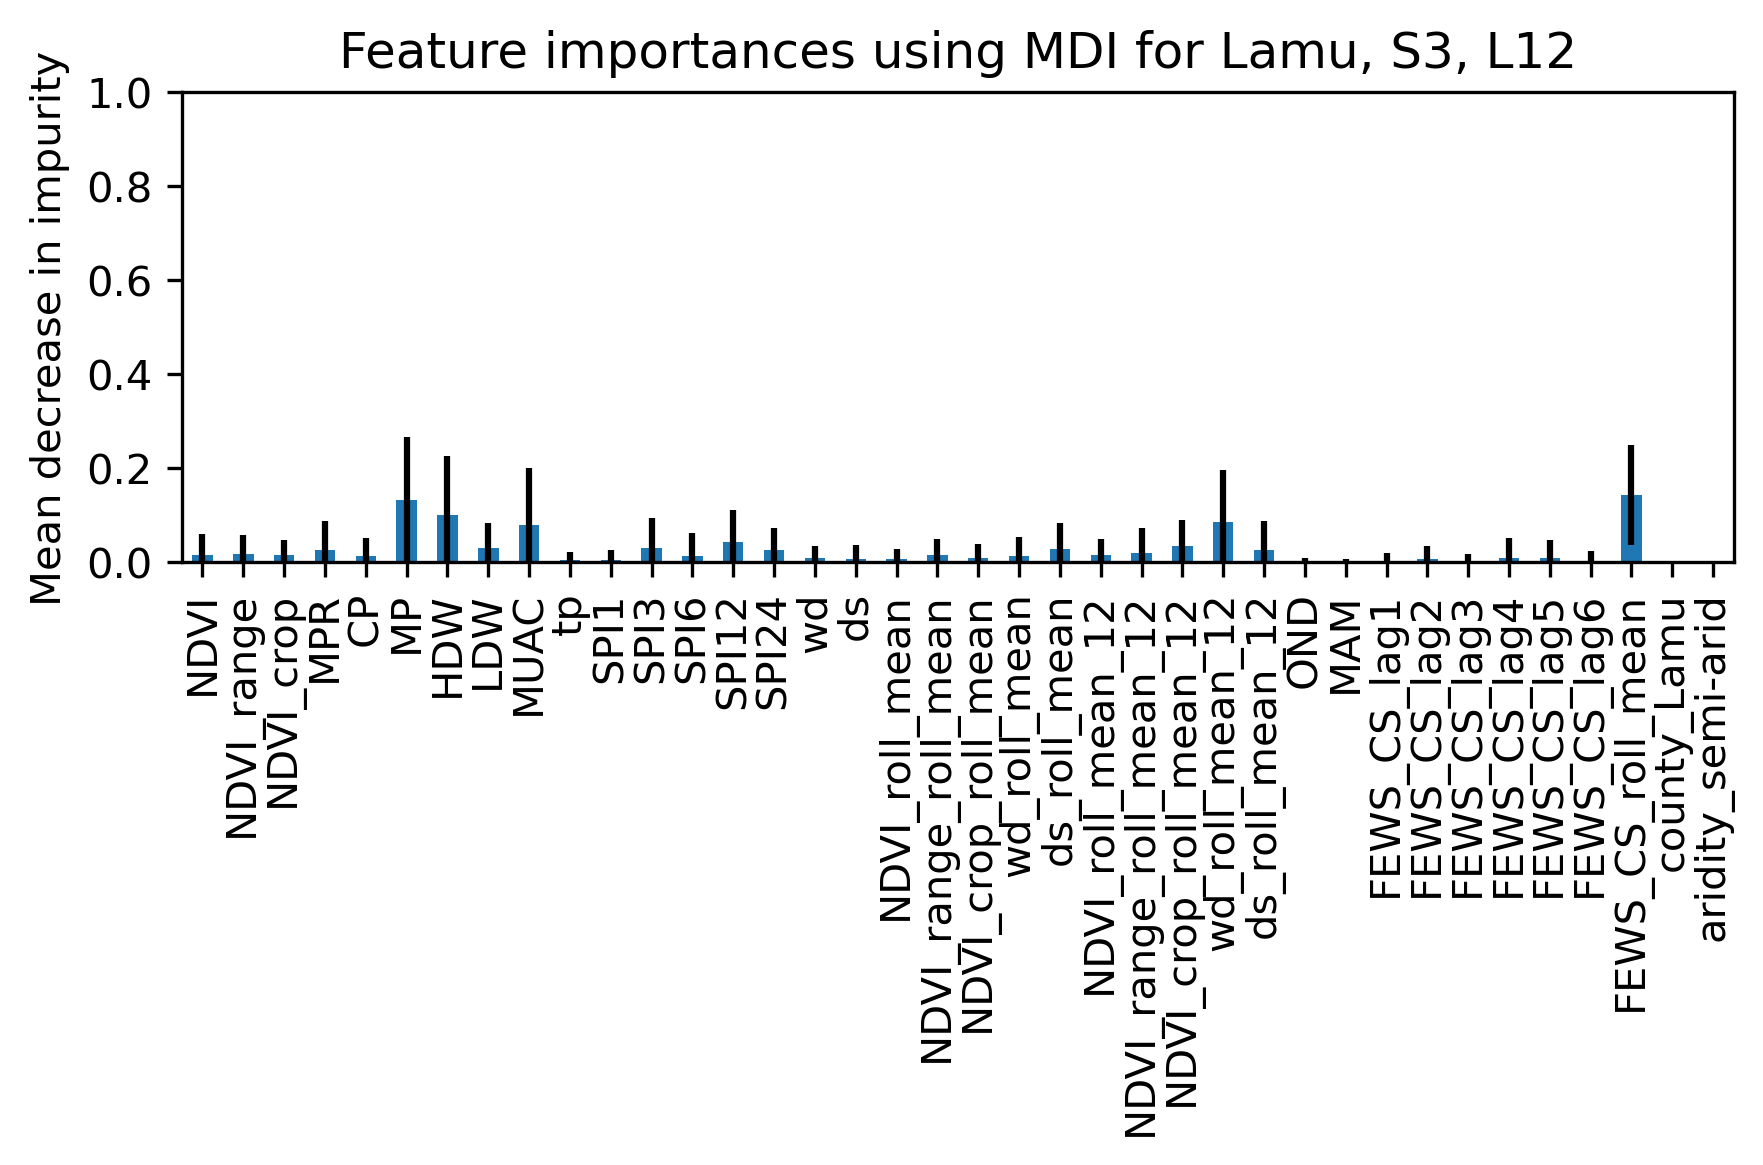 Feature importances using MDI for Lamu, S3, L12
Mean decrease in impurity
1.0
0.8
0.6
0.4
0.2
0.0
NDVI
NDVI_range
NDVI_crop
MPR
CP
MP
HDW
LDW
MUAC
tp
SPI1
SPI3
SPI6
SPI12
SPI24
wd
ds
NDVI_roll_mean
NDVI_range_roll_mean
NDVI_crop_roll_mean
wd_roll_mean
ds_roll_mean
NDVI_roll_mean_12
NDVI_range_roll_mean_12
NDVI_crop_roll_mean_12
wd_roll_mean_12
ds_roll_mean_12
OND
MAM
FEWS_CS_lag1
FEWS_CS_lag2
FEWS_CS_lag3
FEWS_CS_lag4
FEWS_CS_lag5
FEWS_CS_lag6
FEWS_CS_roll_mean
county_Lamu
aridity_semi-arid